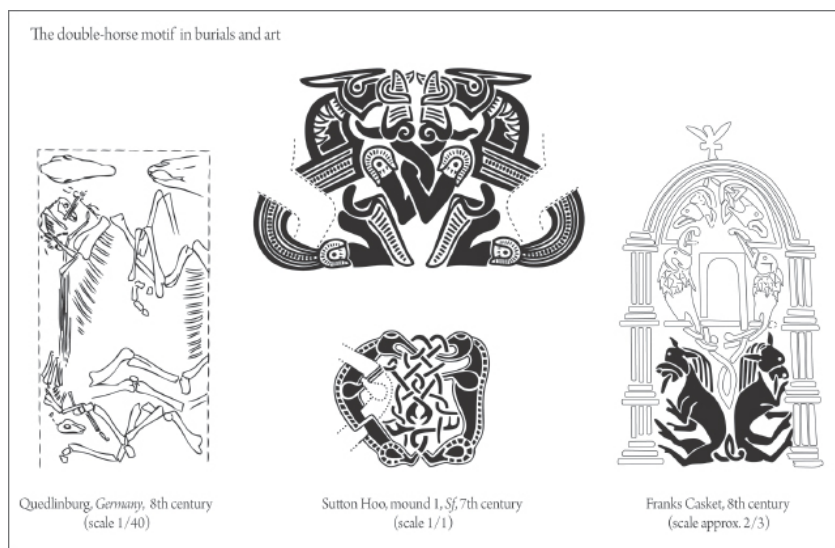 The double-horse motif in burials and art
Quedlinburg, Germany, 8th century
(scale 1/40)
Sutton Hoo, mound 1, Sf, 7th century
(scale 1/1)
Franks Casket, 8th century
(scale approx. 2/3)